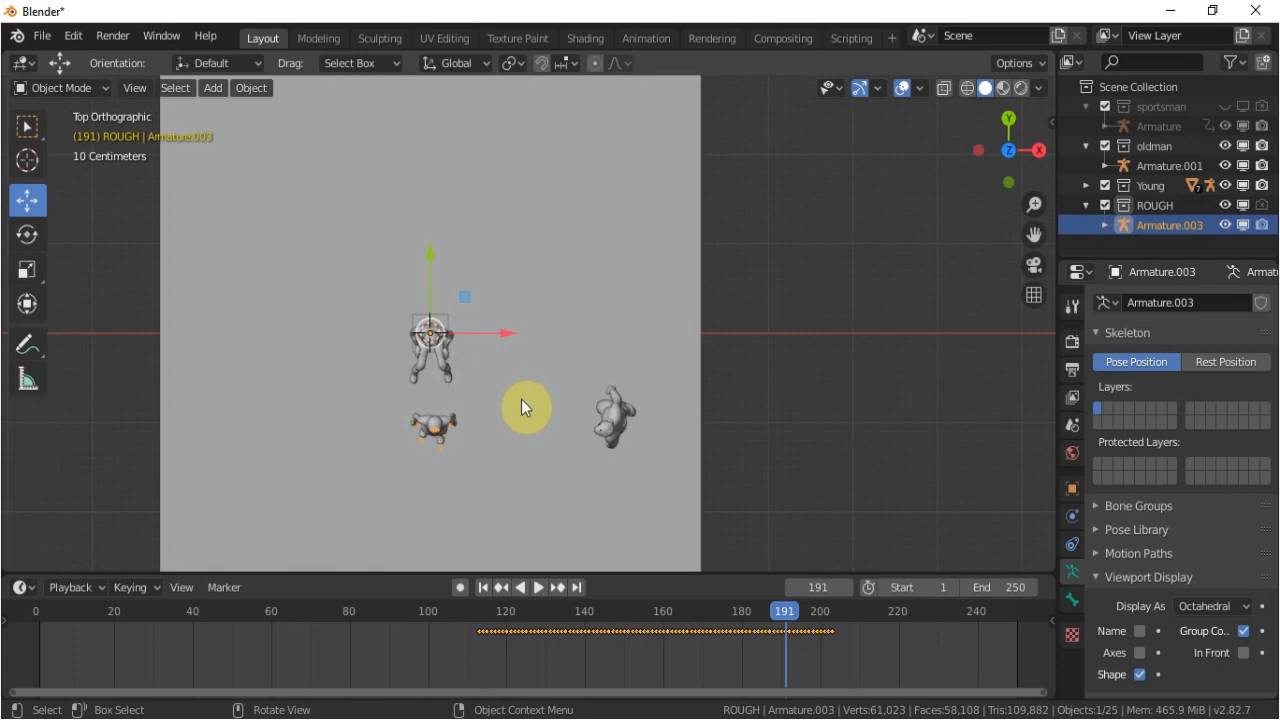 Blender*
File Edit Render Window Help Layout Modeling Sculpting UV Editing Texture Paint Shading Animation Rendering Compositing Scripting + Scene View Layer
Orientation: Default Drag: Select Box Global Options
Object Mode View Select Add Object
Top Orthographic
(191) ROUGH | Armature.003
10 Centimeters
Y
Z
X
Scene Collection
sportsman
Armature
oldman
Armature.001
Young 7
ROUGH
Armature.003
Armature.003 Armat
Armature.003
Skeleton
Pose Position Rest Position
Layers:
Protected Layers:
Bone Groups
Pose Library
Motion Paths
Viewport Display
Display As Octahedral
Name Group Co..
Axes In Front
Shape
Playback Keying View Marker 191 Start 1 End 250
0 20 40 60 80 100 120 140 160 180 191 200 220 240
Select Box Select Rotate View Object Context Menu ROUGH | Armature.003 | Verts:61,023 | Faces:58,108 | Tris:109,882 | Objects:1/25 | Mem: 465.9 MiB | v2.82.7